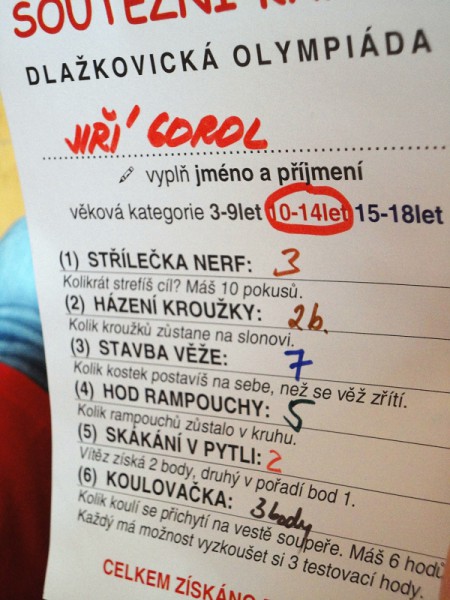 SOUTĚŽNÍ
DLAŽKOVICKÁ OLYMPIÁDA
JIŘÍ GOROL
vyplň jméno a příjmení
věková kategorie 3-9let 10-14let 15-18let
(1) STŘÍLEČKA NERF: 3
Kolikrát strefíš cíl? Máš 10 pokusů.
(2) HÁZENÍ KROUŽKY: 2b.
Kolik kroužků zůstane na slonovi.
(3) STAVBA VĚŽE: 7
Kolik kostek postavíš na sebe, než se věž zřítí.
(4) HOD RAMPOUCHY: 5
Kolik rampouchů zůstalo v kruhu.
(5) SKÁKÁNÍ V PYTLI: 2
Vítěz získá 2 body, druhý v pořadí bod 1.
(6) KOULOVAČKA: 3 body
Kolik koulí se přichytí na vestě soupeře. Máš 6 hodů
Každý má možnost vyzkoušet si 3 testovací hody.
CELKEM ZÍSKÁNO